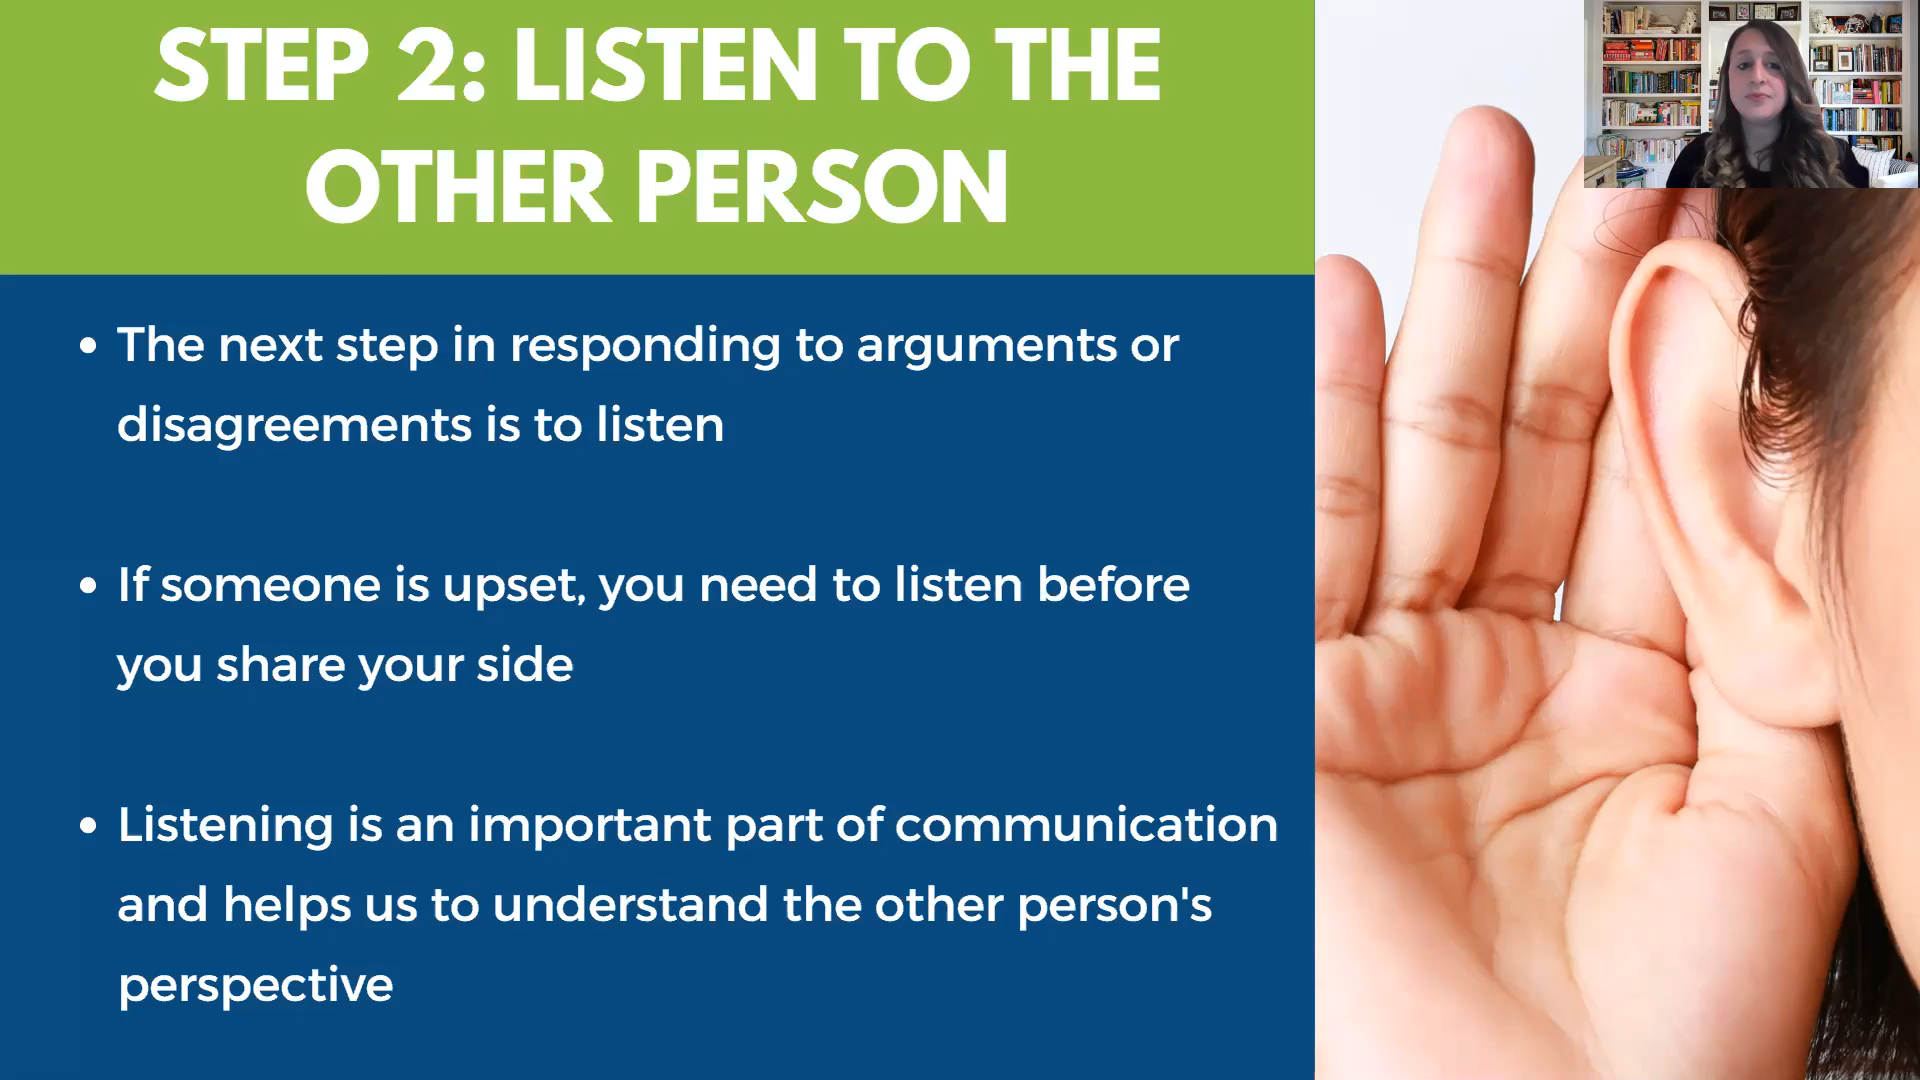 STEP 2: LISTEN TO THE
OTHER PERSON
• The next step in responding to arguments or
disagreements is to listen
• If someone is upset, you need to listen before
you share your side
• Listening is an important part of communication
and helps us to understand the other person's
perspective